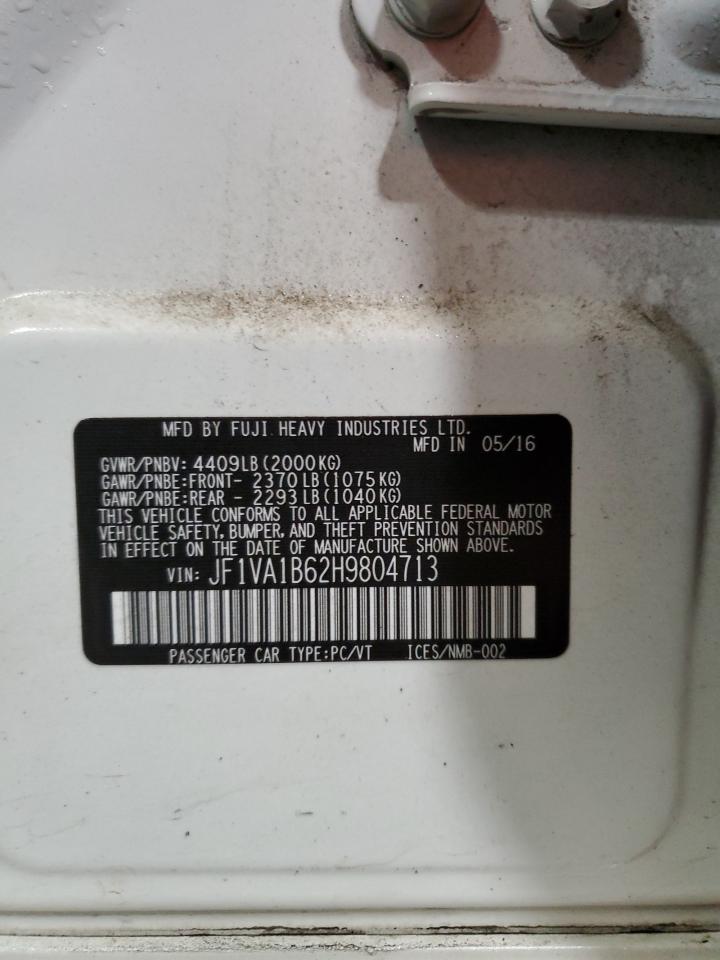 MFD BY FUJI HEAVY INDUSTRIES LTD.
MFD IN 05/16
GVWR/PNBV: 4409LB(2000KG)
GAWR/PNBE:FRONT- 2370LB(1075KG)
GAWR/PNBE:REAR - 2293LB(1040KG)
THIS VEHICLE CONFORMS TO ALL APPLICABLE FEDERAL MOTOR
VEHICLE SAFETY, BUMPER, AND THEFT PREVENTION STANDARDS
IN EFFECT ON THE DATE OF MANUFACTURE SHOWN ABOVE.
VIN: JF1VA1B62H9804713
PASSENGER CAR TYPE:PC/VT ICES/NMB-002